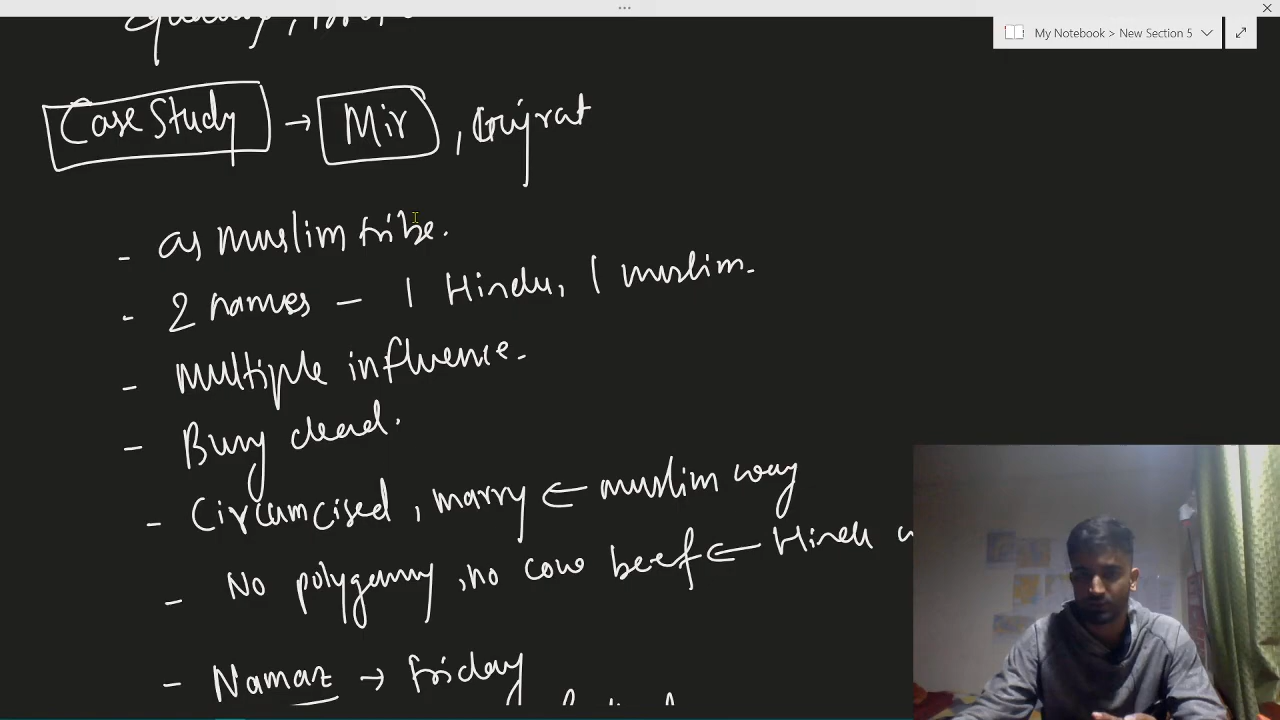 My Notebook > New Section 5
Case Study → Mir, Gujrat
- as muslim tribe.
- 2 names - 1 Hindu, 1 muslim.
- Multiple influence.
- Bury dead.
- Circumcised, marry ← muslim way
- No polygamy, no cow beef ← Hindu
- Namaz → friday